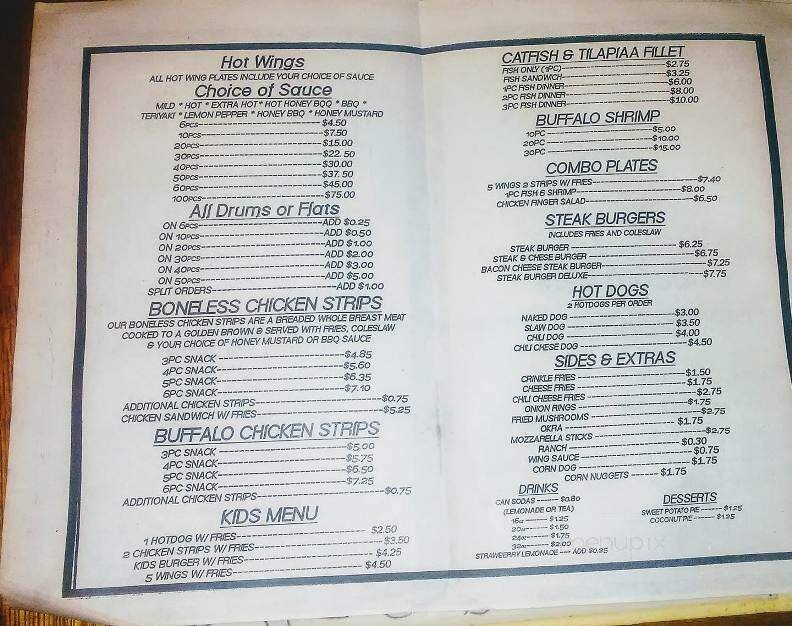 Hot Wings
ALL HOT WING PLATES INCLUDE YOUR CHOICE OF SAUCE
Choice of Sauce
MILD * HOT * EXTRA HOT* HOT HONEY BQQ * BBQ *
TERIYAKI * LEMON PEPPER * HONEY BBQ * HONEY MUSTARD
6PCS $4.50
10PCS $7.50
20PCS $15.00
30PCS $22.50
40PCS $30.00
50PCS $37.50
60PCS $45.00
100PCS $75.00
All Drums or Flats
ON 6PCS ADD $0.25
ON 10PCS ADD $0.50
ON 20PCS ADD $1.00
ON 30PCS ADD $2.00
ON 40PCS ADD $3.00
ON 50PCS ADD $5.00
SPLIT ORDERS ADD $1.00
BONELESS CHICKEN STRIPS
OUR BONELESS CHICKEN STRIPS ARE A BREADED WHOLE BREAST MEAT
COOKED TO A GOLDEN BROWN & SERVED WITH FRIES, COLESLAW
& YOUR CHOICE OF HONEY MUSTARD OR BBQ SAUCE
3PC SNACK $4.85
4PC SNACK $5.60
5PC SNACK $6.35
6PC SNACK $7.10
ADDITIONAL CHICKEN STRIPS $0.75
CHICKEN SANDWICH W/ FRIES $5.25
BUFFALO CHICKEN STRIPS
3PC SNACK $5.00
4PC SNACK $5.75
5PC SNACK $6.50
6PC SNACK $7.25
ADDITIONAL CHICKEN STRIPS $0.75
KIDS MENU
1 HOTDOG W/ FRIES $2.50
2 CHICKEN STRIPS W/ FRIES $3.50
KIDS BURGER W/ FRIES $4.25
5 WINGS W/ FRIES $4.50
CATFISH & TILAPIAA FILLET
FISH ONLY (1PC) $2.75
FISH SANDWICH $3.25
1PC FISH DINNER $6.00
2PC FISH DINNER $8.00
3PC FISH DINNER $10.00
BUFFALO SHRIMP
10PC $5.00
20PC $10.00
30PC $15.00
COMBO PLATES
5 WINGS 2 STRIPS W/ FRIES $7.40
1PC FISH 6 SHRIMP $8.00
CHICKEN FINGER SALAD $6.50
STEAK BURGERS
INCLUDES FRIES AND COLESLAW
STEAK BURGER $6.25
STEAK & CHESE BURGER $6.75
BACON CHEESE STEAK BURGER $7.25
STEAK BURGER DELUXE $7.75
HOT DOGS
2 HOTDOGS PER ORDER
NAKED DOG $3.00
SLAW DOG $3.50
CHILI DOG $4.00
CHILI CHESE DOG $4.50
SIDES & EXTRAS
CRINKLE FRIES $1.50
CHEESE FRIES $1.75
CHILI CHEESE FRIES $2.75
ONION RINGS $1.75
FRIED MUSHROOMS $2.75
OKRA $1.75
MOZZARELLA STICKS $2.75
RANCH $0.30
WING SAUCE $0.75
CORN DOG $1.75
CORN NUGGETS $1.75
DRINKS
CAN SODAS $0.80
(LEMONADE OR TEA)
16oz $1.25
20oz $1.50
24oz $1.75
32oz $2.00
STRAWBERRY LEMONADE ADD $0.95
DESSERTS
SWEET POTATO PIE $1.25
COCONUT PIE $1.25
menupix